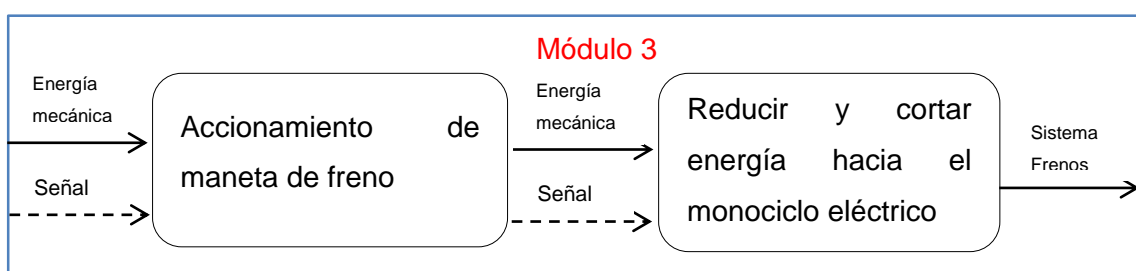 Módulo 3
Energía
mecánica
Señal
Accionamiento de
maneta de freno
Energía
mecánica
Señal
Reducir y cortar
energía hacia el
monociclo eléctrico
Sistema
Frenos